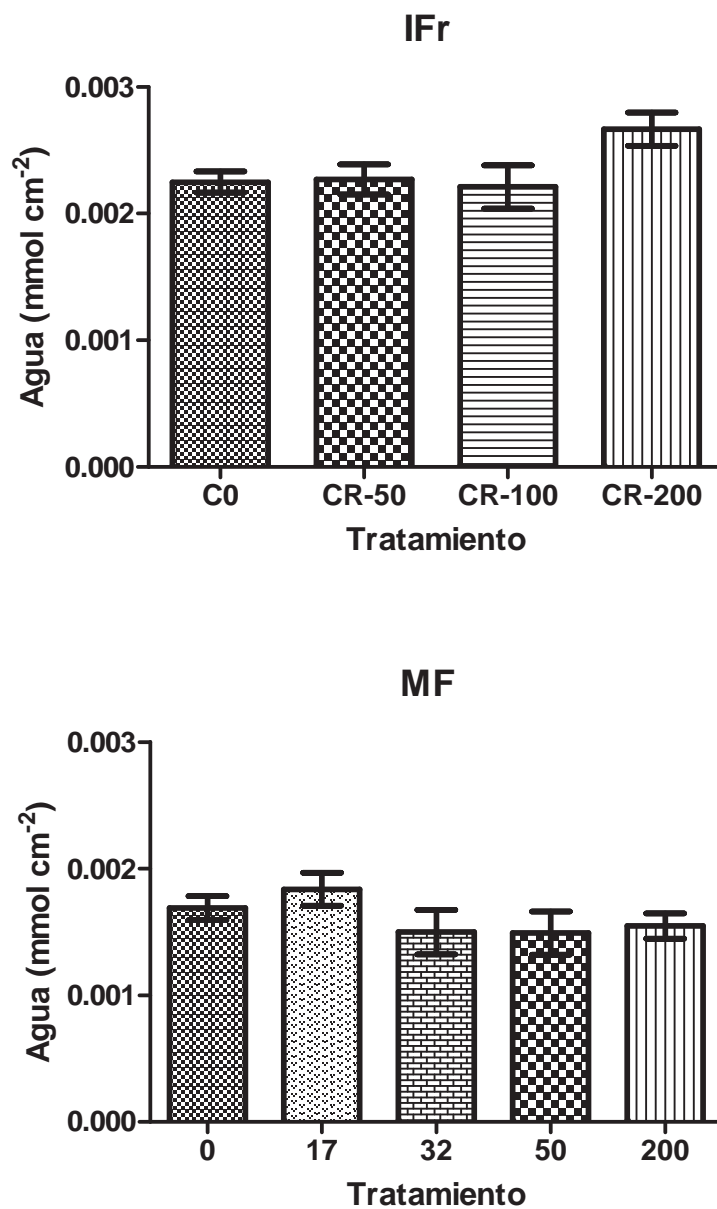 IFr
0.003
0.002
0.001
0.000
Agua (mmol cm⁻²)
C0 CR-50 CR-100 CR-200
Tratamiento
MF
0.003
0.002
0.001
0.000
Agua (mmol cm⁻²)
0 17 32 50 200
Tratamiento